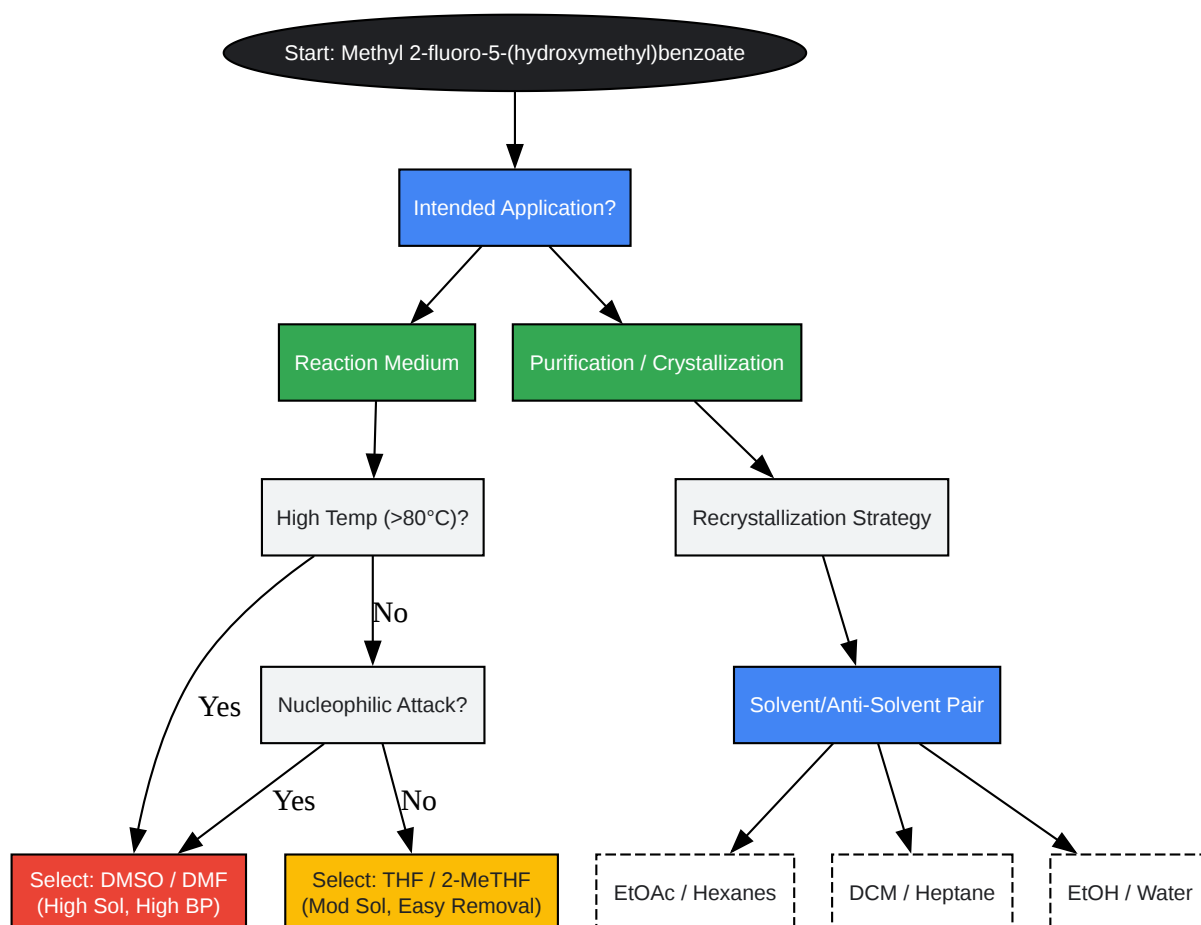 Start: Methyl 2-fluoro-5-(hydroxymethyl)benzoate
Intended Application?
Reaction Medium
Purification / Crystallization
High Temp (>80°C)?
Recrystallization Strategy
No
Yes
Nucleophilic Attack?
Solvent/Anti-Solvent Pair
Yes
No
Select: DMSO / DMF
(High Sol, High BP)
Select: THF / 2-MeTHF
(Mod Sol, Easy Removal)
EtOAc / Hexanes
DCM / Heptane
EtOH / Water